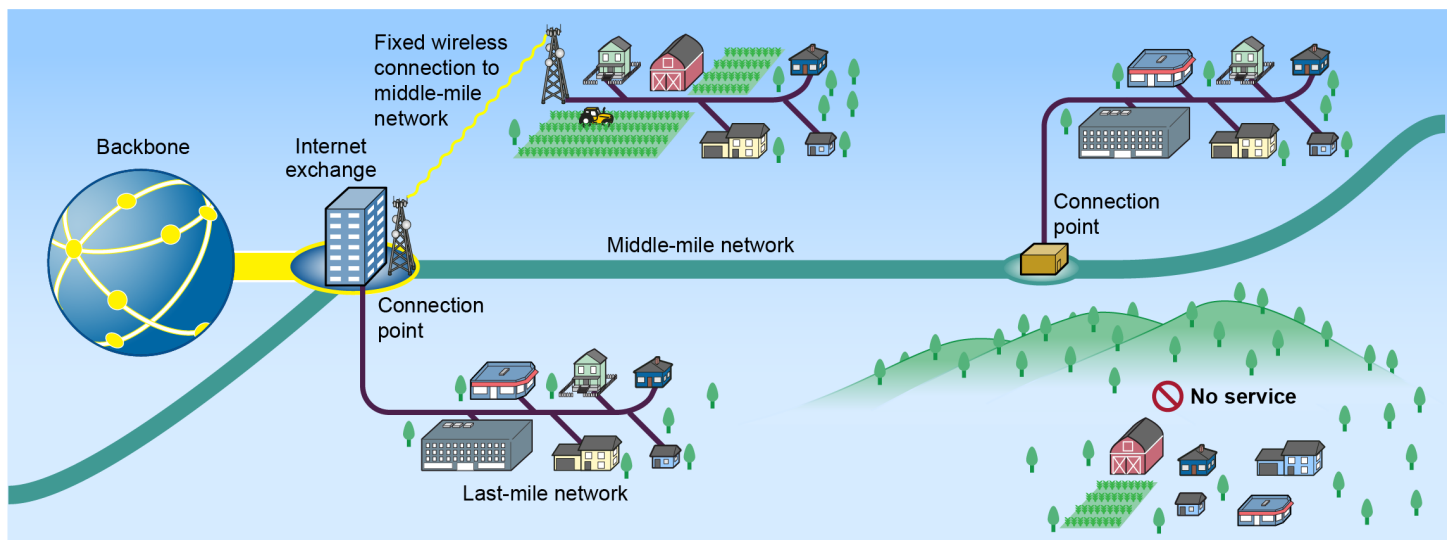 Fixed wireless
connection to
middle-mile
network
Backbone
Internet
exchange
Connection
point
Middle-mile network
Connection
point
No service
Last-mile network